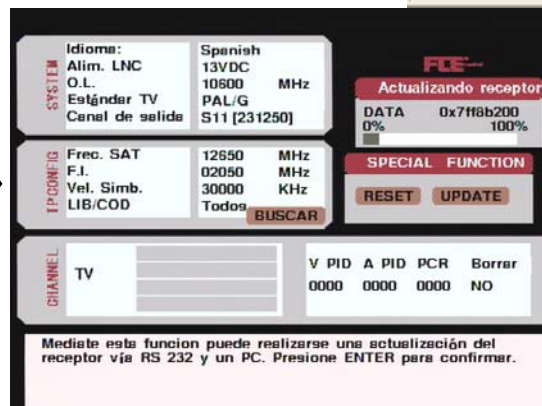 SYSTEM
Idioma: Spanish
Alim. LNC 13VDC
O.L. 10600 MHz
Estándar TV PAL/G
Canal de salida S11 [231250]
FTE
Actualizando receptor
DATA 0x7ff8b200
0% 100%
TPCONFIG
Frec. SAT 12650 MHz
F.I. 02050 MHz
Vel. Simb. 30000 KHz
LIB/COD Todos
BUSCAR
SPECIAL FUNCTION
RESET UPDATE
CHANNEL
TV
V PID A PID PCR Borrar
0000 0000 0000 NO
Mediate esta funcion puede realizarse una actualización del
receptor vía RS 232 y un PC. Presione ENTER para confirmar.